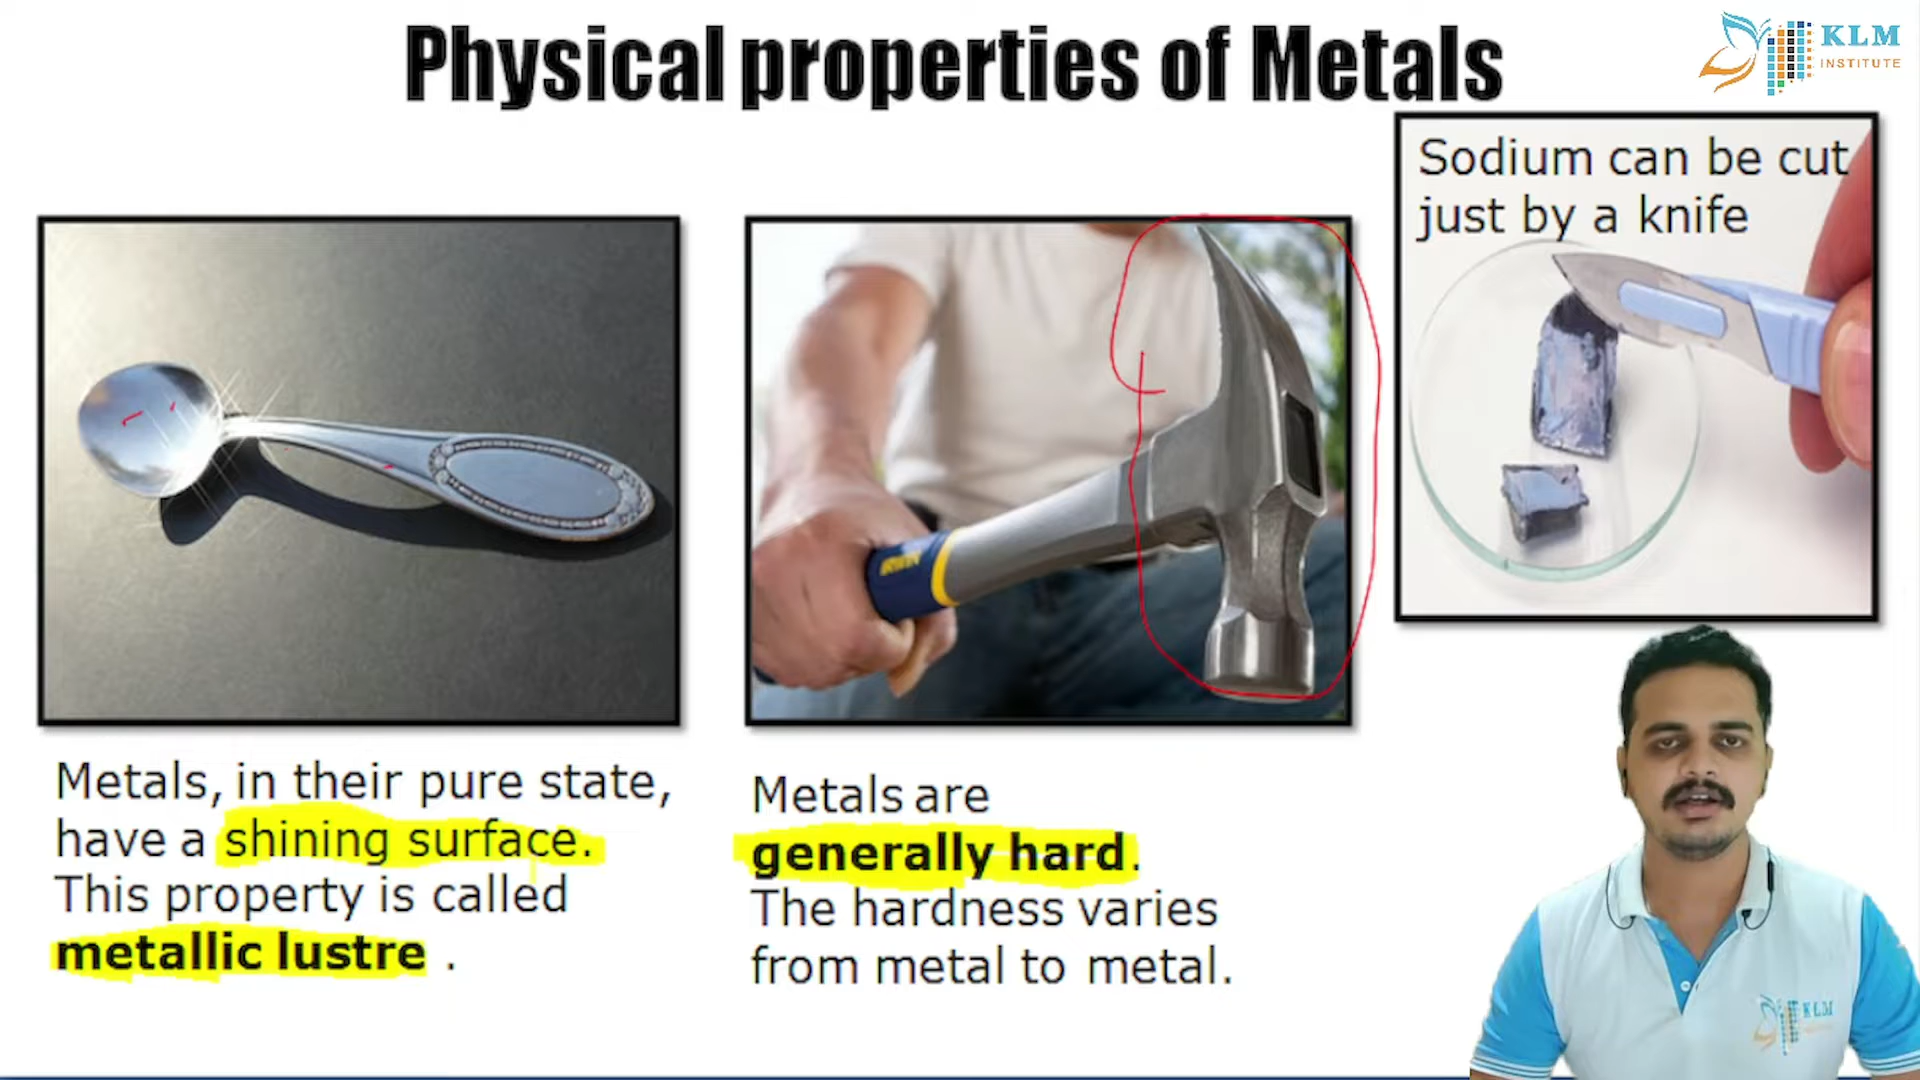 Physical properties of Metals
KLM
INSTITUTE
Sodium can be cut
just by a knife
Metals, in their pure state,
have a shining surface.
This property is called
metallic lustre .
Metals are
generally hard.
The hardness varies
from metal to metal.
KLM